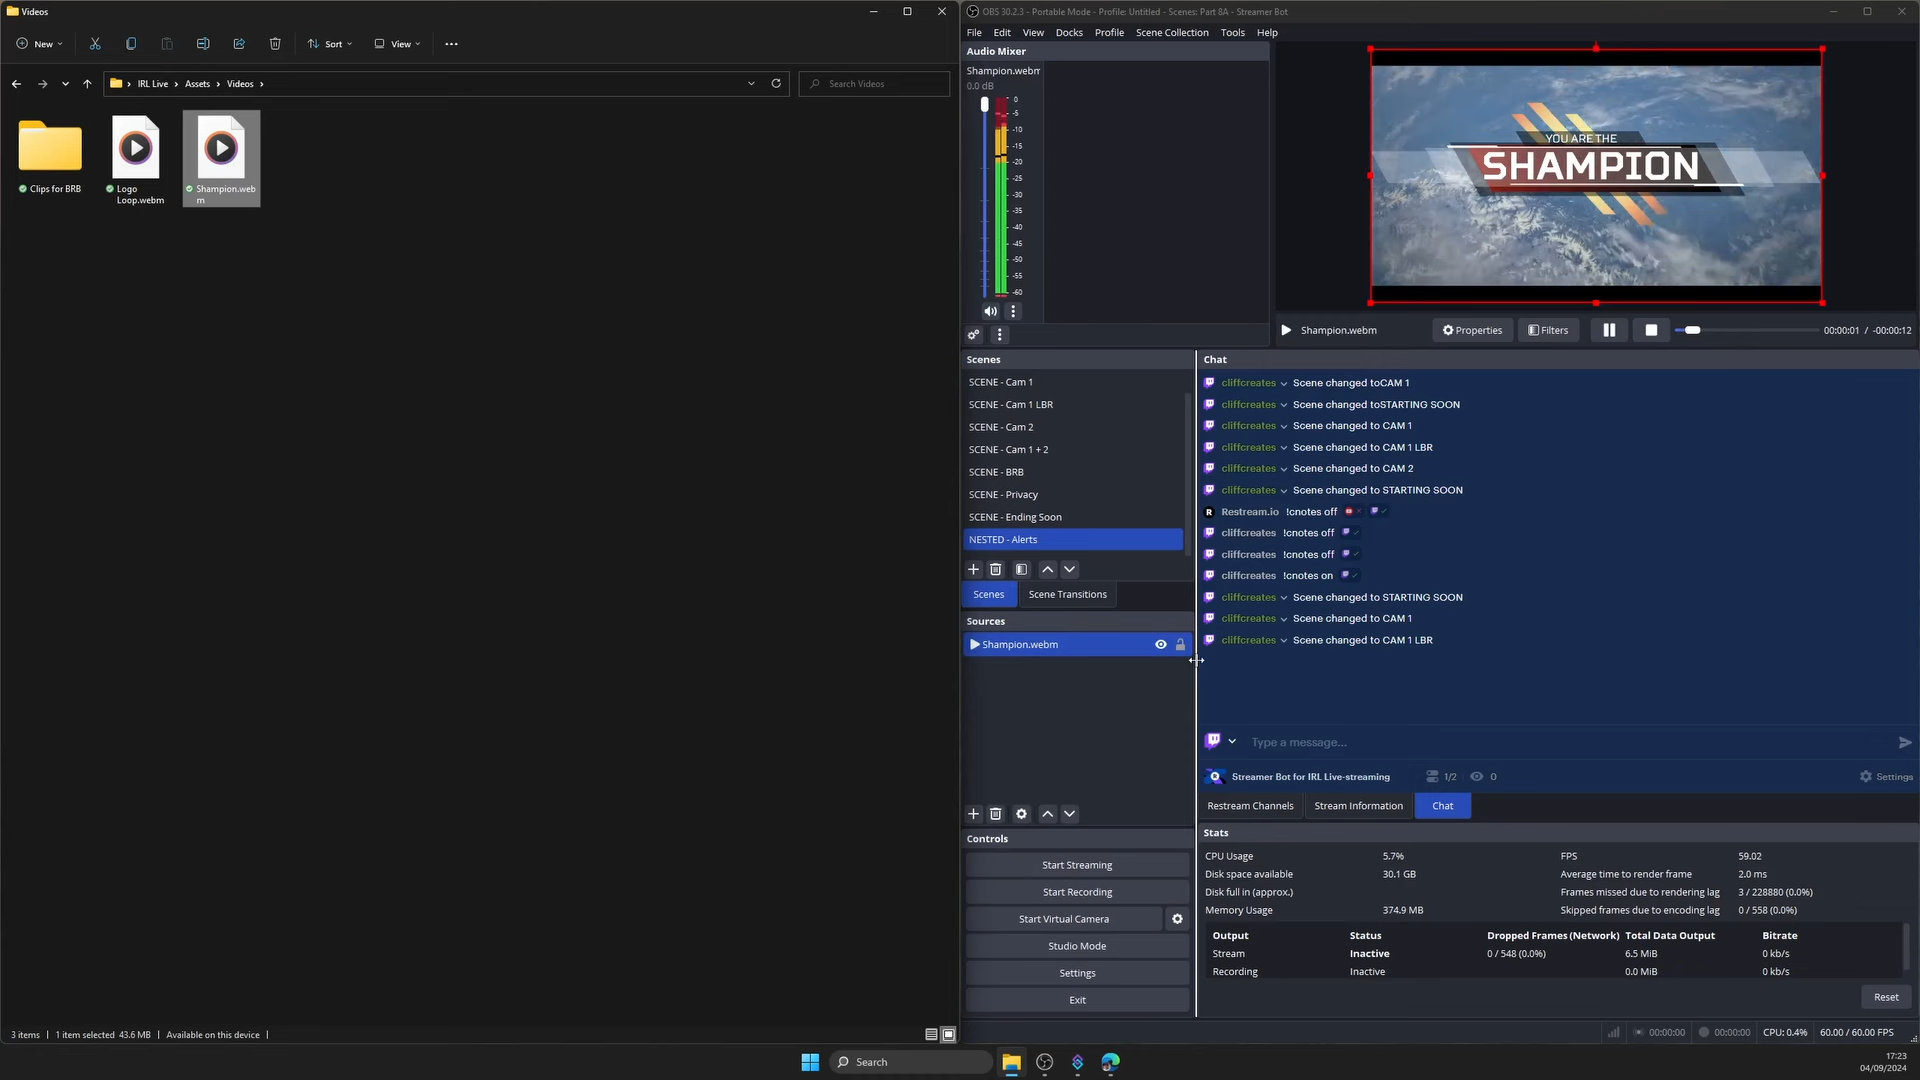 Videos
New
Sort
View
IRL Live
Assets
Videos
Search Videos
Clips for BRB
Logo
Loop.webm
Shampion.web
m
3 items
1 item selected 43.6 MB
Available on this device
OBS 30.2.3 - Portable Mode - Profile: Untitled - Scenes: Part 8A - Streamer Bot
File
Edit
View
Docks
Profile
Scene Collection
Tools
Help
Audio Mixer
Shampion.webm
0.0 dB
0
-5
-10
-15
-20
-25
-30
-35
-40
-45
-50
-55
-60
YOU ARE THE
SHAMPION
Shampion.webm
Properties
Filters
00:00:01 / -00:00:12
Scenes
SCENE - Cam 1
SCENE - Cam 1 LBR
SCENE - Cam 2
SCENE - Cam 1 + 2
SCENE - BRB
SCENE - Privacy
SCENE - Ending Soon
NESTED - Alerts
Scenes
Scene Transitions
Sources
Shampion.webm
Controls
Start Streaming
Start Recording
Start Virtual Camera
Studio Mode
Settings
Exit
Chat
cliffcreates Scene changed toCAM 1
cliffcreates Scene changed toSTARTING SOON
cliffcreates Scene changed to CAM 1
cliffcreates Scene changed to CAM 1 LBR
cliffcreates Scene changed to CAM 2
cliffcreates Scene changed to STARTING SOON
R Restream.io !cnotes off
cliffcreates !cnotes off
cliffcreates !cnotes off
cliffcreates !cnotes on
cliffcreates Scene changed to STARTING SOON
cliffcreates Scene changed to CAM 1
cliffcreates Scene changed to CAM 1 LBR
Type a message...
Streamer Bot for IRL Live-streaming
1/2
0
Settings
Restream Channels
Stream Information
Chat
Stats
CPU Usage 5.7% FPS 59.02
Disk space available 30.1 GB Average time to render frame 2.0 ms
Disk full in (approx.) Frames missed due to rendering lag 3 / 228880 (0.0%)
Memory Usage 374.9 MB Skipped frames due to encoding lag 0 / 558 (0.0%)
Output Status Dropped Frames (Network) Total Data Output Bitrate
Stream Inactive 0 / 548 (0.0%) 6.5 MiB 0 kb/s
Recording Inactive 0.0 MiB 0 kb/s
Reset
00:00:00
00:00:00
CPU: 0.4%
60.00 / 60.00 FPS
Search
17:23
04/09/2024